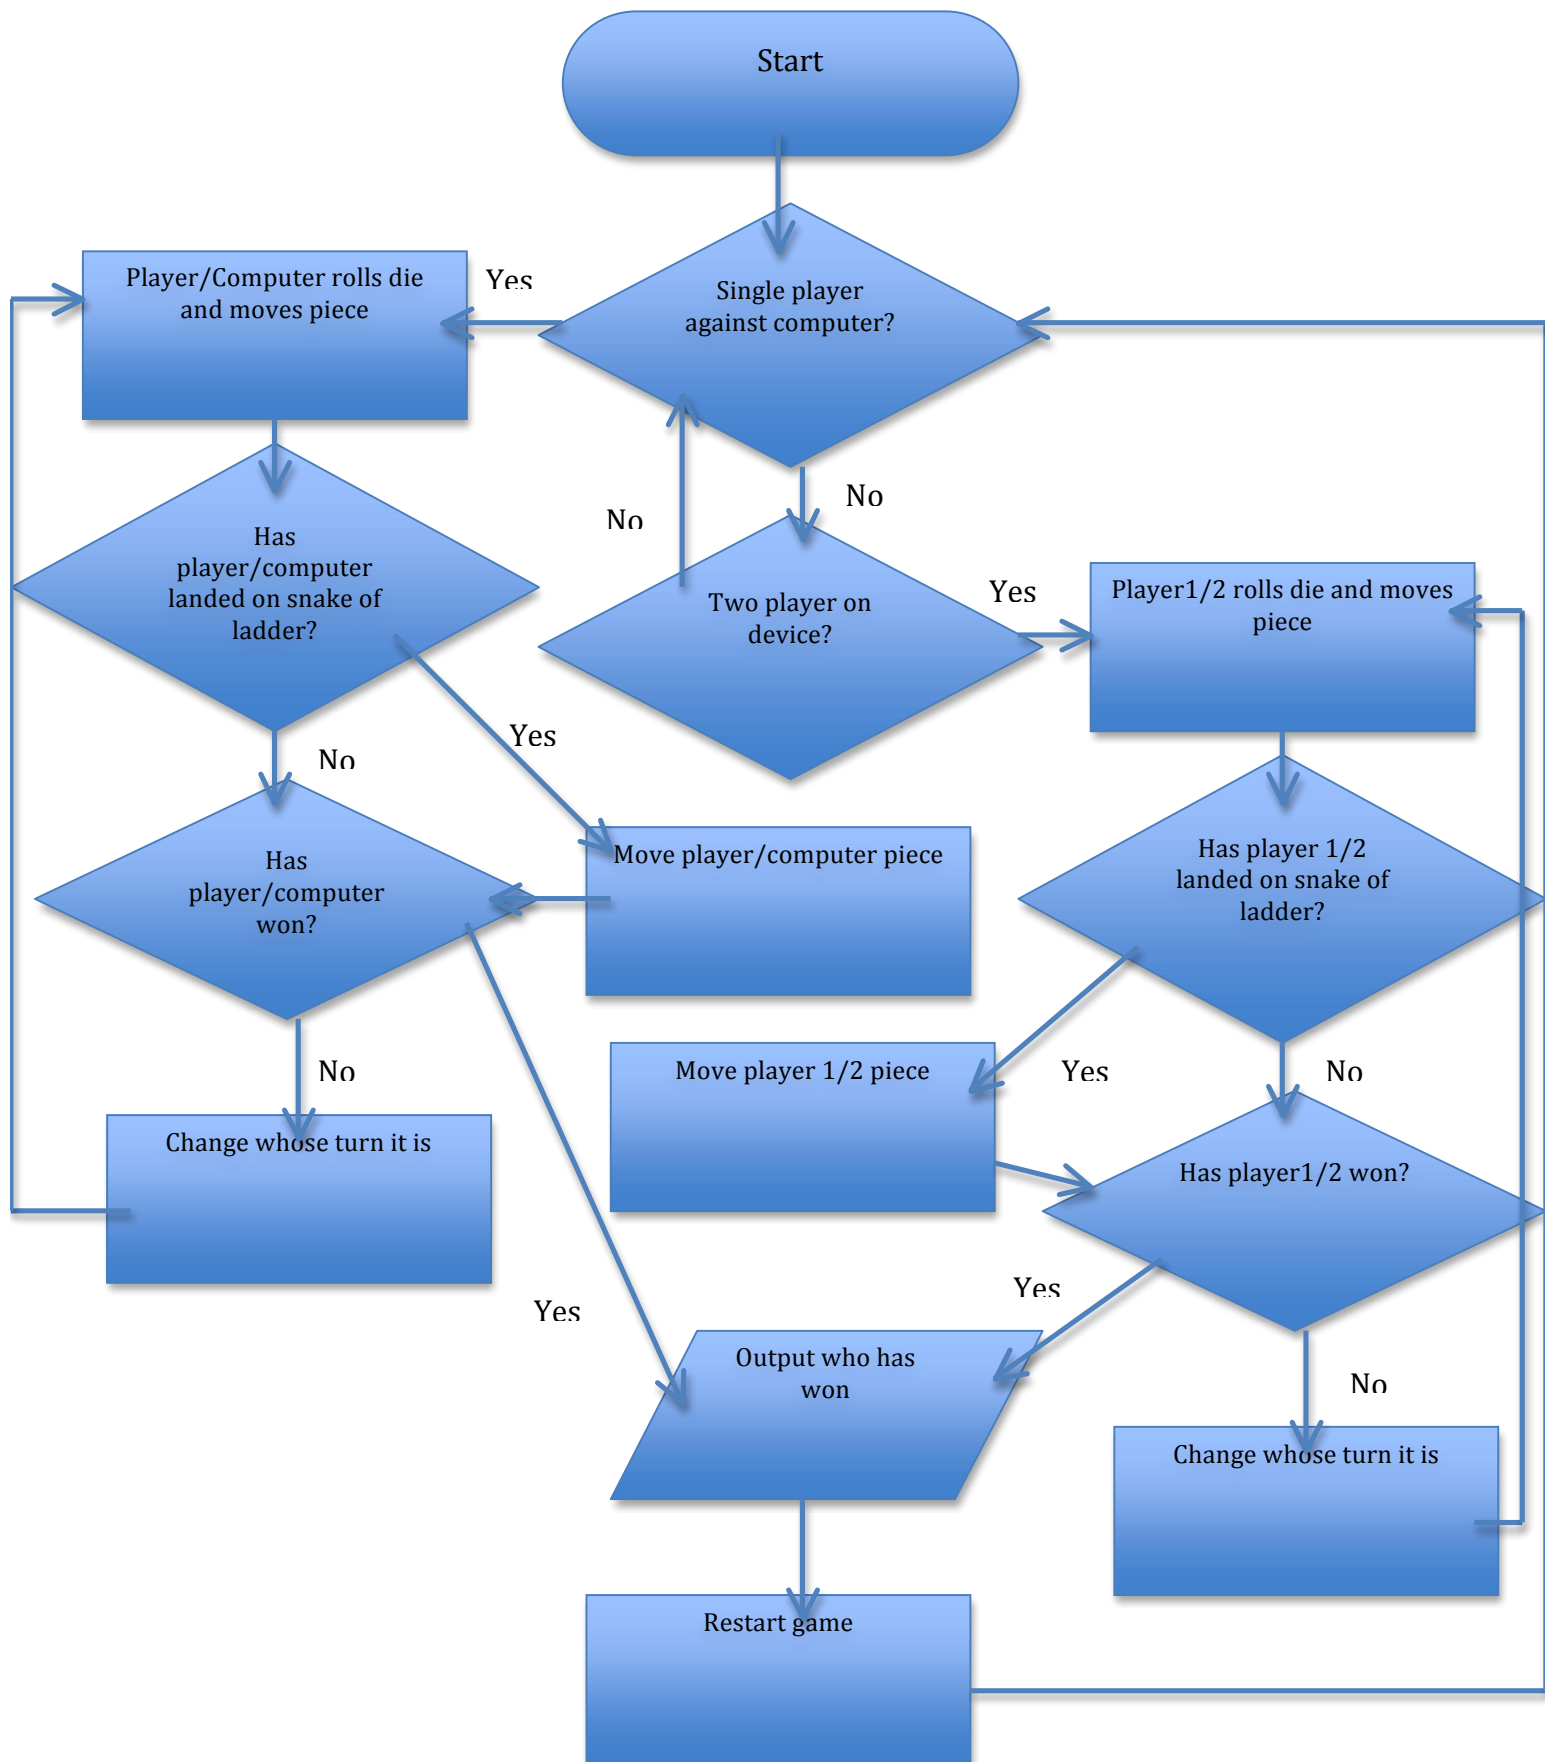 Start
Player/Computer rolls die
and moves piece
Yes
Single player
against computer?
No
No
Has
player/computer
landed on snake of
ladder?
Two player on
device?
Yes
Player1/2 rolls die and moves
piece
Yes
No
Has
player/computer
won?
Move player/computer piece
Has player 1/2
landed on snake of
ladder?
No
Move player 1/2 piece
Yes
No
Change whose turn it is
Has player1/2 won?
Yes
Yes
Output who has
won
No
Change whose turn it is
Restart game